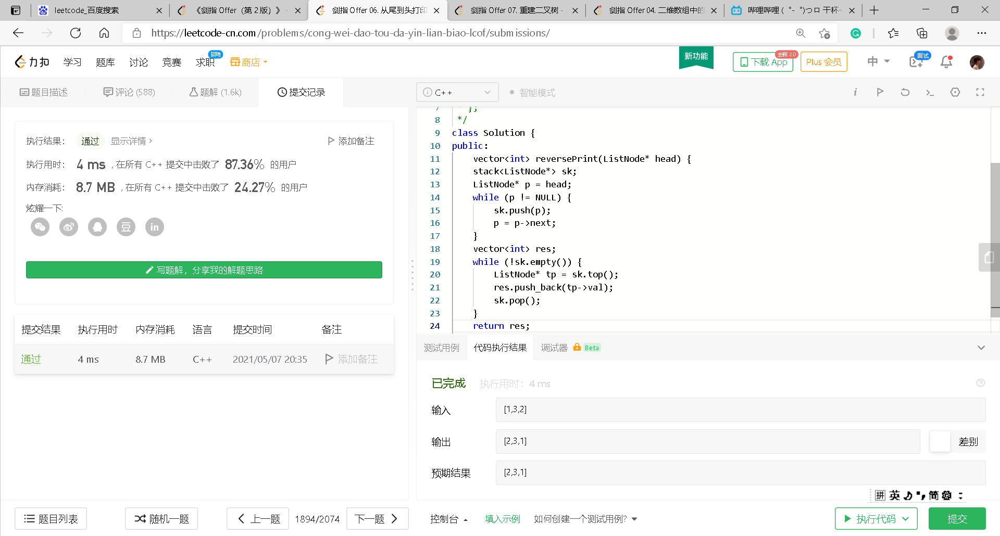 leetcode_百度搜索
《剑指 Offer（第 2 版）》 -
剑指 Offer 06. 从尾到头打印
剑指 Offer 07. 重建二叉树 -
剑指 Offer 04. 二维数组中的
哔哩哔哩 ( ゜- ゜)つロ 干杯~
https://leetcode-cn.com/problems/cong-wei-dao-tou-da-yin-lian-biao-lcof/submissions/
力扣
学习
题库
讨论
竞赛
求职
招聘
商店
新功能
下载 App
全新 2.0
Plus 会员
中
面试
题目描述
评论 (588)
题解 (1.6k)
提交记录
C++
智能模式
执行结果：
通过
显示详情 >
添加备注
执行用时：
4 ms
, 在所有 C++ 提交中击败了
87.36%
的用户
内存消耗：
8.7 MB
, 在所有 C++ 提交中击败了
24.27%
的用户
炫耀一下:
豆
in
写题解，分享我的解题思路
提交结果
执行用时
内存消耗
语言
提交时间
备注
通过
4 ms
8.7 MB
C++
2021/05/07 20:35
添加备注
7 * };
8 */
9 class Solution {
10 public:
11 vector<int> reversePrint(ListNode* head) {
12 stack<ListNode*> sk;
13 ListNode* p = head;
14 while (p != NULL) {
15 sk.push(p);
16 p = p->next;
17 }
18 vector<int> res;
19 while (!sk.empty()) {
20 ListNode* tp = sk.top();
21 res.push_back(tp->val);
22 sk.pop();
23 }
24 return res;
测试用例
代码执行结果
调试器
Beta
已完成
执行用时：4 ms
输入
[1,3,2]
输出
[2,3,1]
差别
预期结果
[2,3,1]
拼 英 简
题目列表
随机一题
上一题
1894/2074
下一题
控制台
填入示例
如何创建一个测试用例?
执行代码
提交